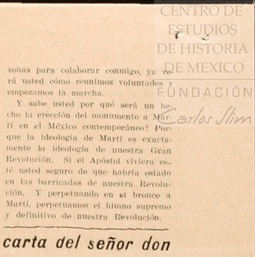 CENTRO DE
ESTUDIOS
DE HISTORIA
DE MEXICO
FUNDACIÓN
Carlos Slim
sonas para colaborar conmigo, ya ve-
rá usted cómo reunimos voluntades y
empezamos la marcha.
Y sabe usted por qué será un he-
cho la erección del monumento a Mar-
tí en el México contemporáneo? Por-
que la ideología de Martí es exacta-
mente la ideología de nuestra Gran
Revolución. Si el Apóstol viviera es-
té usted seguro de que habría estado
en las barricadas de nuestra Revolu-
ción. Y perpetuando en el bronce a
Martí, perpetuamos el himno supremo
y definitivo de nuestra Revolución.
carta del señor don